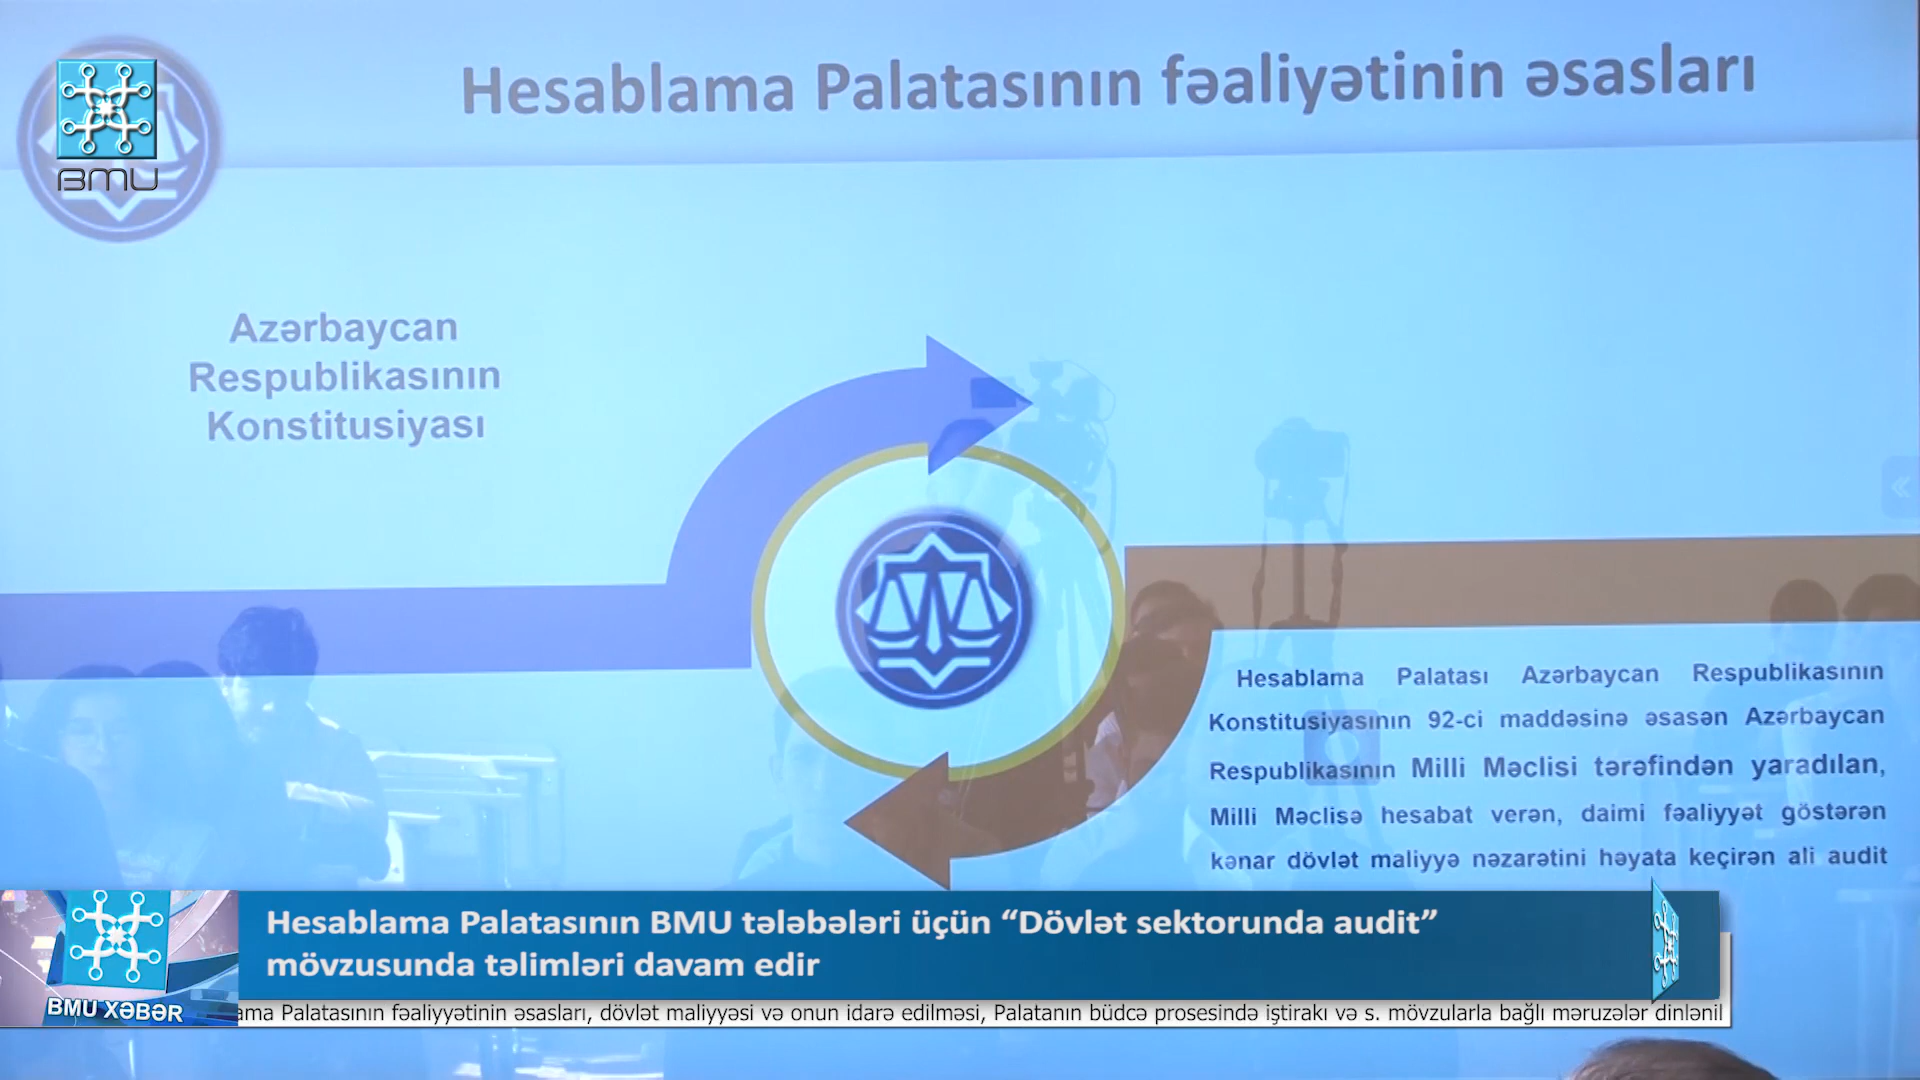 Hesablama Palatasının fəaliyətinin əsasları
BMU
Azərbaycan
Respublikasının
Konstitusiyası
Hesablama Palatası Azərbaycan Respublikasının
Konstitusiyasının 92-ci maddəsinə əsasən Azərbaycan
Respublikasının Milli Məclisi tərəfindən yaradılan,
Milli Məclisə hesabat verən, daimi fəaliyyət göstərən
kənar dövlət maliyyə nəzarətini həyata keçirən ali audit
Hesablama Palatasının BMU tələbələri üçün “Dövlət sektorunda audit”
mövzusunda təlimləri davam edir
BMU XƏBƏR
ama Palatasının fəaliyyətinin əsasları, dövlət maliyyəsi və onun idarə edilməsi, Palatanın büdcə prosesində iştirakı və s. mövzularla bağlı məruzələr dinlənil